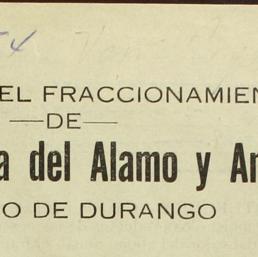 EL FRACCIONAMIEN
—DE—
a del Alamo y An
O DE DURANGO